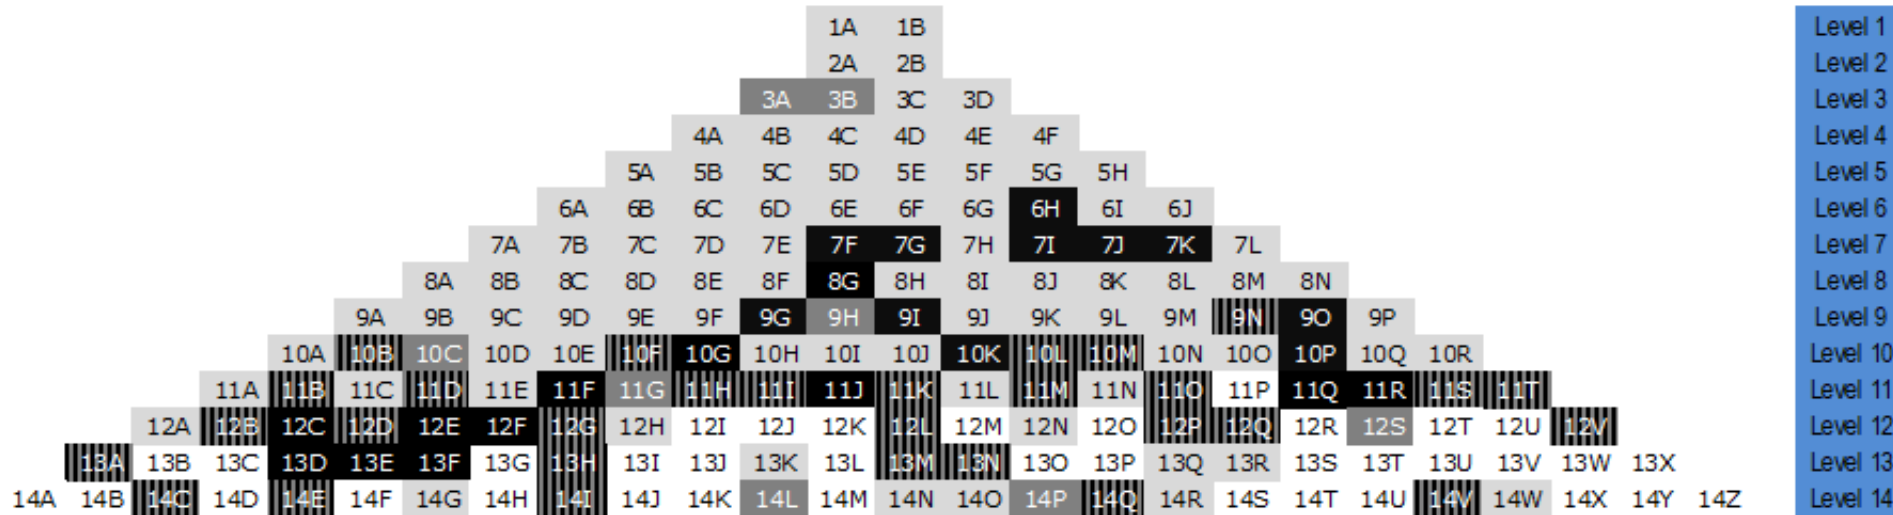 1A 1B Level 1
2A 2B Level 2
3A 3B 3C 3D Level 3
4A 4B 4C 4D 4E 4F Level 4
5A 5B 5C 5D 5E 5F 5G 5H Level 5
6A 6B 6C 6D 6E 6F 6G 6H 6I 6J Level 6
7A 7B 7C 7D 7E 7F 7G 7H 7I 7J 7K 7L Level 7
8A 8B 8C 8D 8E 8F 8G 8H 8I 8J 8K 8L 8M 8N Level 8
9A 9B 9C 9D 9E 9F 9G 9H 9I 9J 9K 9L 9M 9N 9O 9P Level 9
10A 10B 10C 10D 10E 10F 10G 10H 10I 10J 10K 10L 10M 10N 10O 10P 10Q 10R Level 10
11A 11B 11C 11D 11E 11F 11G 11H 11I 11J 11K 11L 11M 11N 11O 11P 11Q 11R 11S 11T Level 11
12A 12B 12C 12D 12E 12F 12G 12H 12I 12J 12K 12L 12M 12N 12O 12P 12Q 12R 12S 12T 12U 12V Level 12
13A 13B 13C 13D 13E 13F 13G 13H 13I 13J 13K 13L 13M 13N 13O 13P 13Q 13R 13S 13T 13U 13V 13W 13X Level 13
14A 14B 14C 14D 14E 14F 14G 14H 14I 14J 14K 14L 14M 14N 14O 14P 14Q 14R 14S 14T 14U 14V 14W 14X 14Y 14Z Level 14